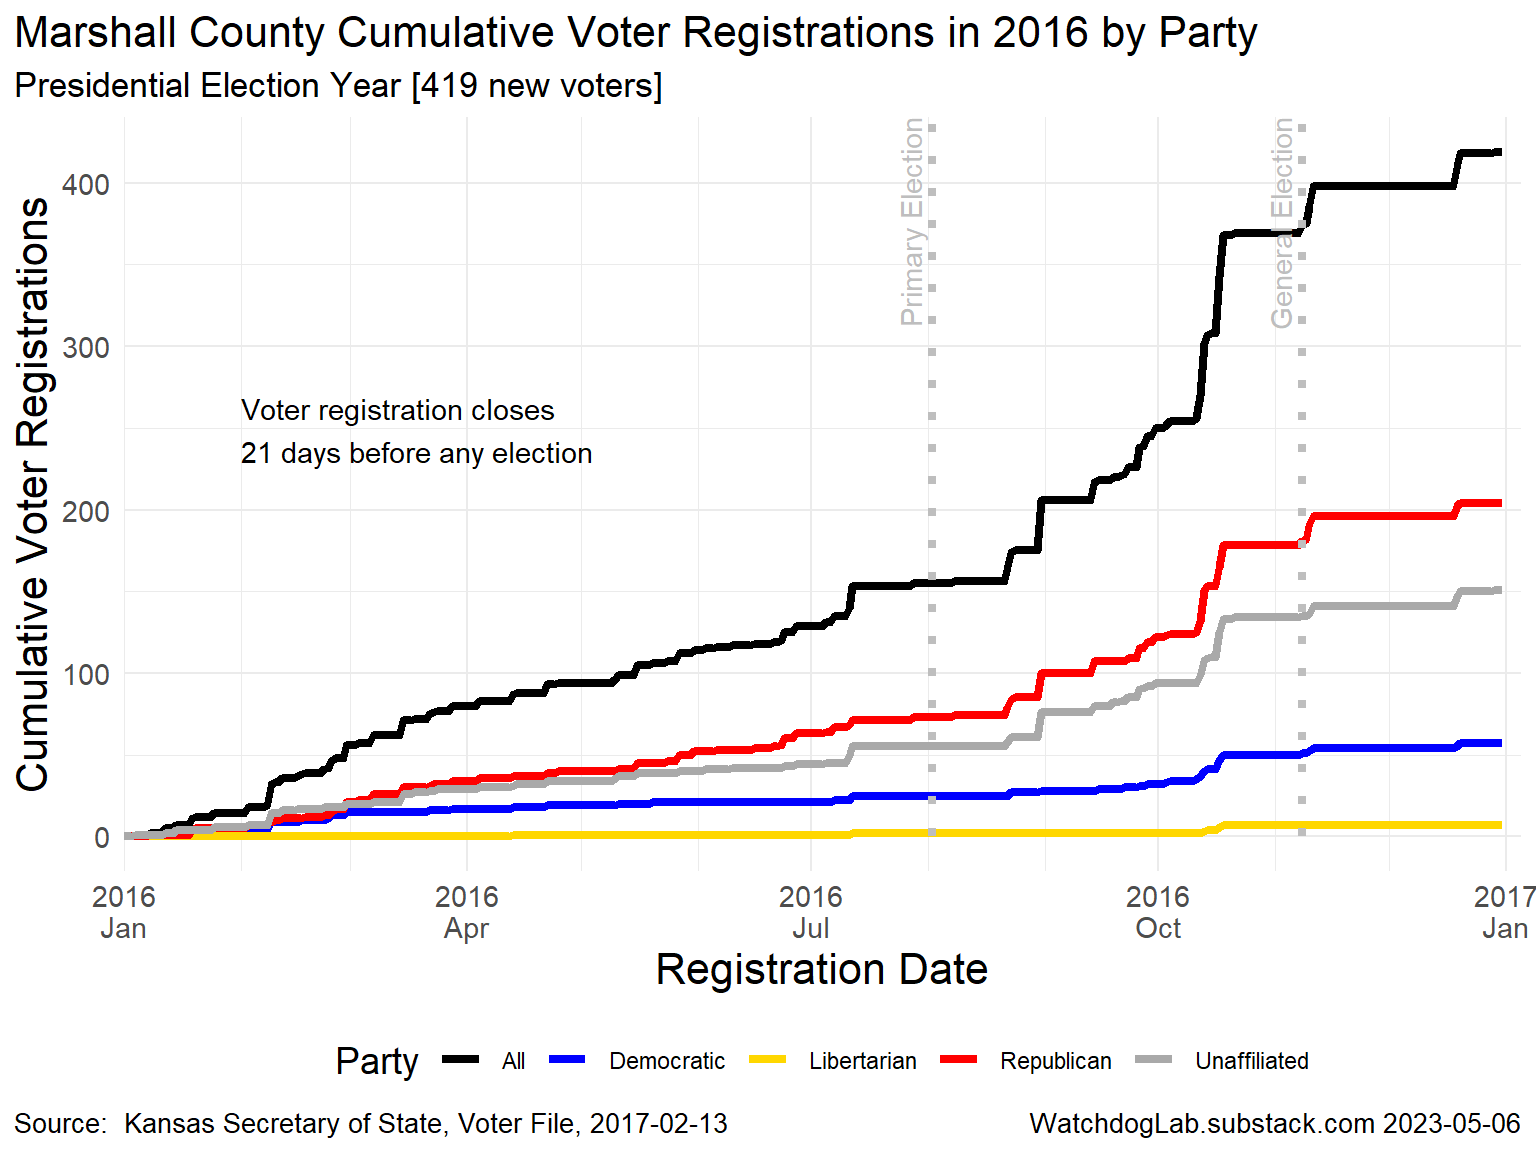 Marshall County Cumulative Voter Registrations in 2016 by Party
Presidential Election Year [419 new voters]
Cumulative Voter Registrations
400
300
200
100
0
Primary Election
General Election
Voter registration closes
21 days before any election
2016 2016 2016 2016 2017
Jan Apr Jul Oct Jan
Registration Date
Party All Democratic Libertarian Republican Unaffiliated
Source: Kansas Secretary of State, Voter File, 2017-02-13
WatchdogLab.substack.com 2023-05-06